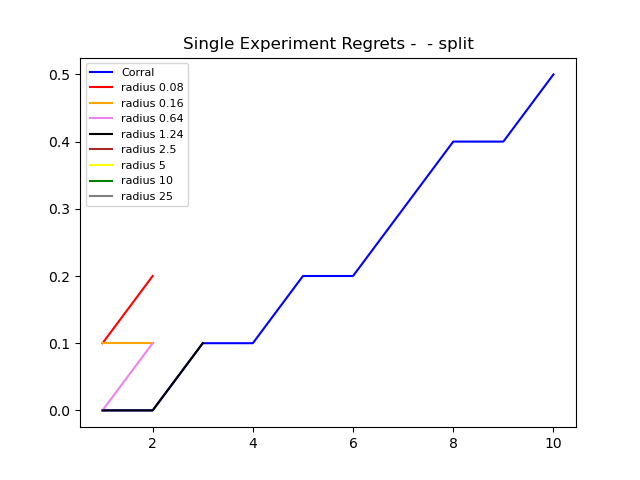 Single Experiment Regrets -  - split
Corral
radius 0.08
radius 0.16
radius 0.64
radius 1.24
radius 2.5
radius 5
radius 10
radius 25
0.5
0.4
0.3
0.2
0.1
0.0
2 4 6 8 10